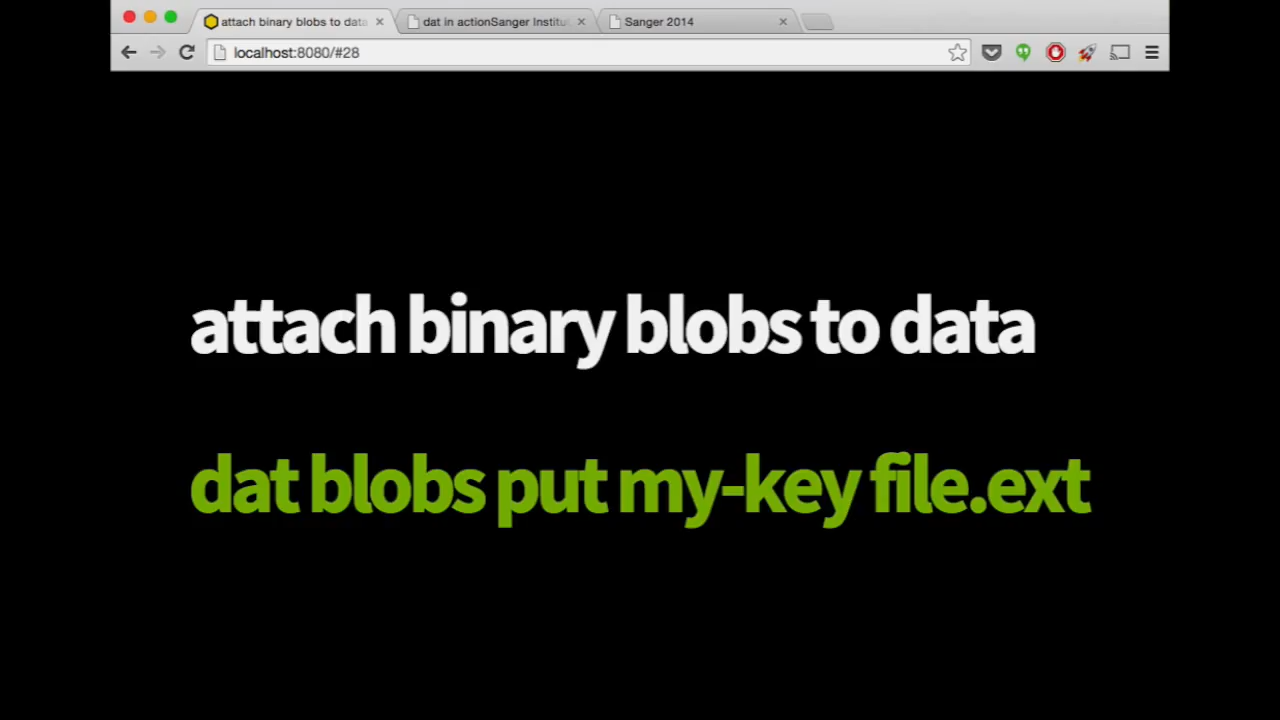 attach binary blobs to data
dat in actionSanger Institu
Sanger 2014
localhost:8080/#28
attach binary blobs to data
dat blobs put my-key file.ext